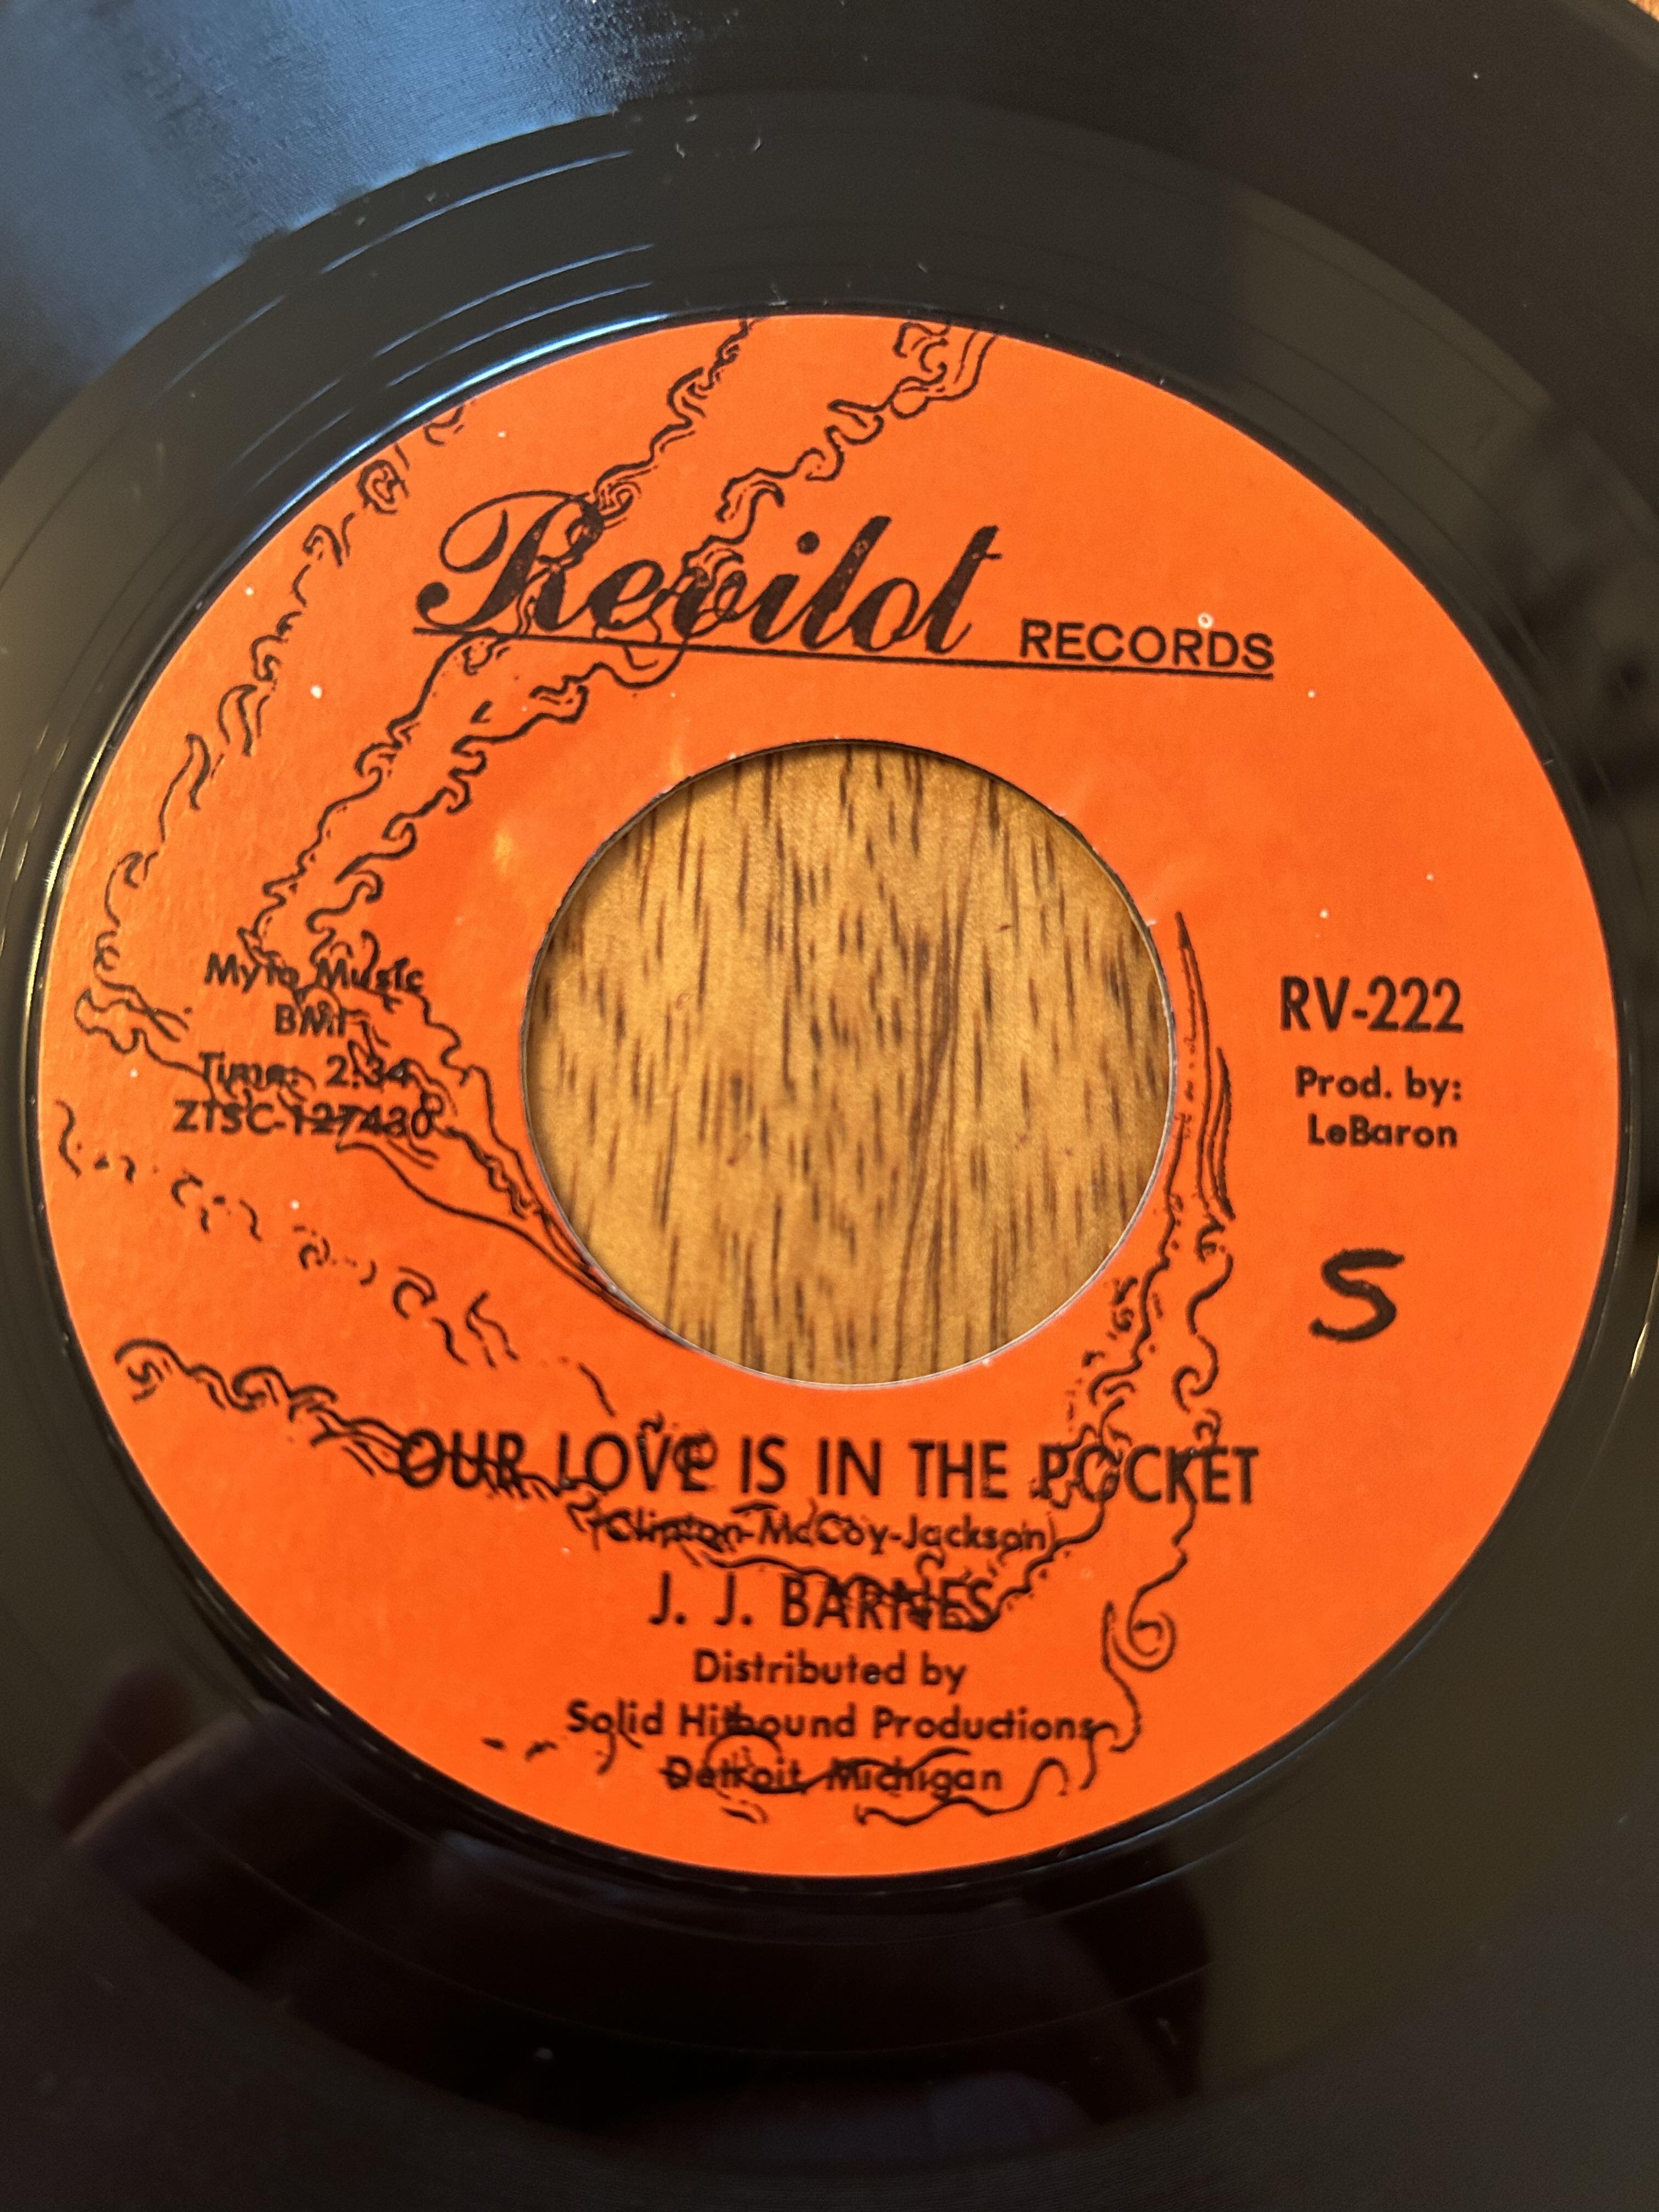 Revilot RECORDS
Myto Music
BMI
Time: 2:34
ZTSC-127430
RV-222
Prod. by:
LeBaron
S
OUR LOVE IS IN THE POCKET
(Clinton-McCoy-Jackson)
J. J. BARNES
Distributed by
Solid Hitbound Productions
Detroit, Michigan